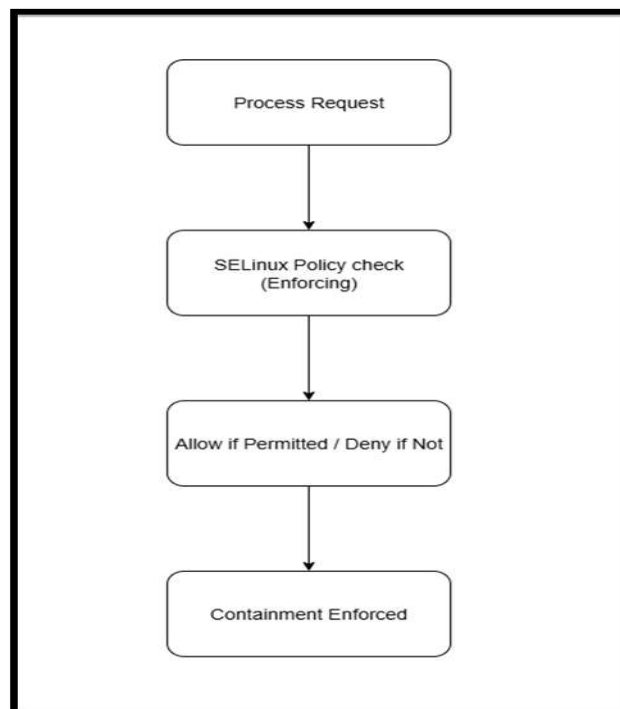 Process Request
SELinux Policy check
(Enforcing)
Allow if Permitted / Deny if Not
Containment Enforced